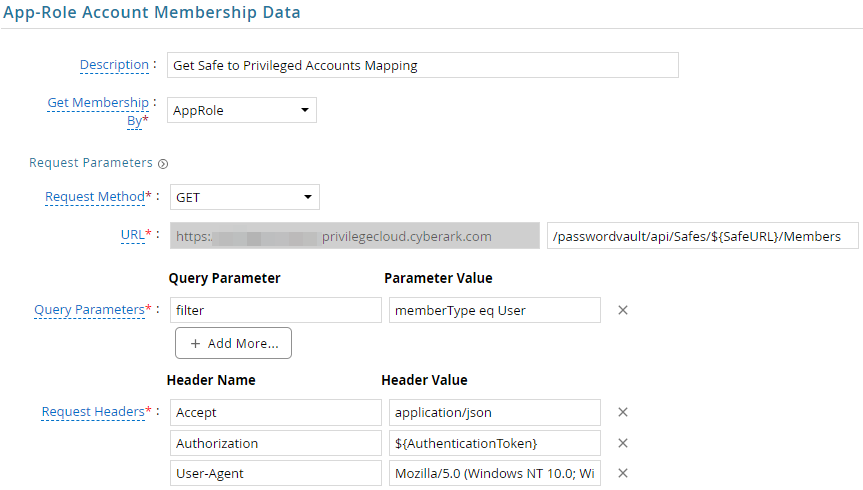 App-Role Account Membership Data
Description :
Get Safe to Privileged Accounts Mapping
Get Membership By* :
AppRole
Request Parameters
Request Method* :
GET
URL* :
https: privilegecloud.cyberark.com
/passwordvault/api/Safes/${SafeURL}/Members
Query Parameter Parameter Value
Query Parameters* :
filter memberType eq User
+ Add More...
Header Name Header Value
Request Headers* :
Accept application/json
Authorization ${AuthenticationToken}
User-Agent Mozilla/5.0 (Windows NT 10.0; Wi